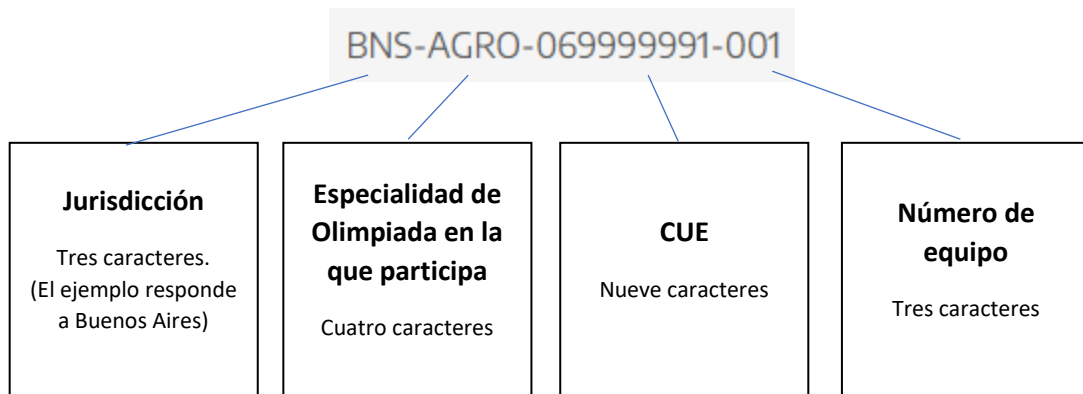 BNS-AGRO-069999991-001
Jurisdicción
Tres caracteres.
(El ejemplo responde
a Buenos Aires)
Especialidad de
Olimpiada en la
que participa
Cuatro caracteres
CUE
Nueve caracteres
Número de
equipo
Tres caracteres